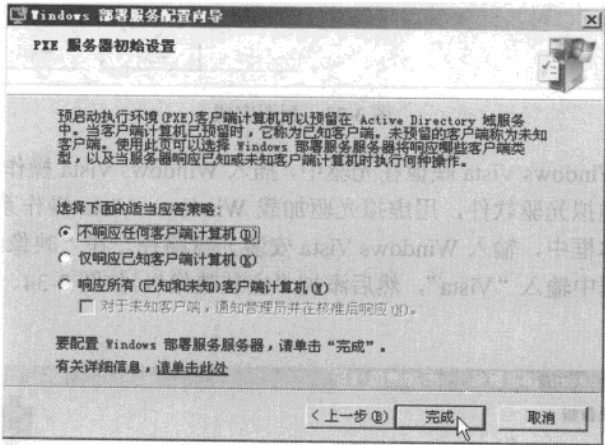 Windows 部署服务配置向导
PXE 服务器初始设置
预启动执行环境(PXE)客户端计算机可以预留在 Active Directory 域服务
中。当客户端计算机已预留时，它称为已知客户端。未预留的客户端称为未知
客户端。使用此页可以选择 Windows 部署服务服务器将响应哪些客户端类
型，以及当服务器响应已知或未知客户端计算机时执行何种操作。
选择下面的适当应答策略:
不响应任何客户端计算机(D)
仅响应已知客户端计算机(K)
响应所有(已知和未知)客户端计算机(Y)
对于未知客户端，通知管理员并在核准后响应(N)。
要配置 Windows 部署服务服务器，请单击“完成”。
有关详细信息，请单击此处
<上一步(B)
完成
取消